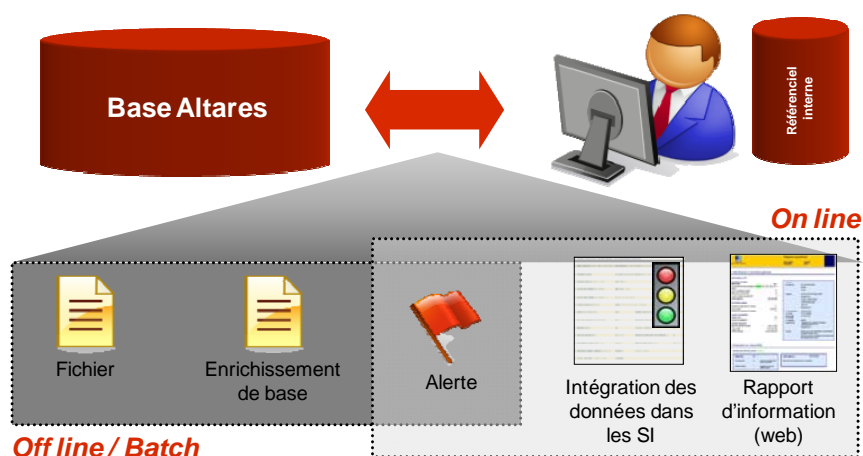 Base Altares
Référenciel
interne
On line
Fichier
Enrichissement
de base
Alerte
Intégration des
données dans
les SI
Rapport
d'information
(web)
Off line / Batch